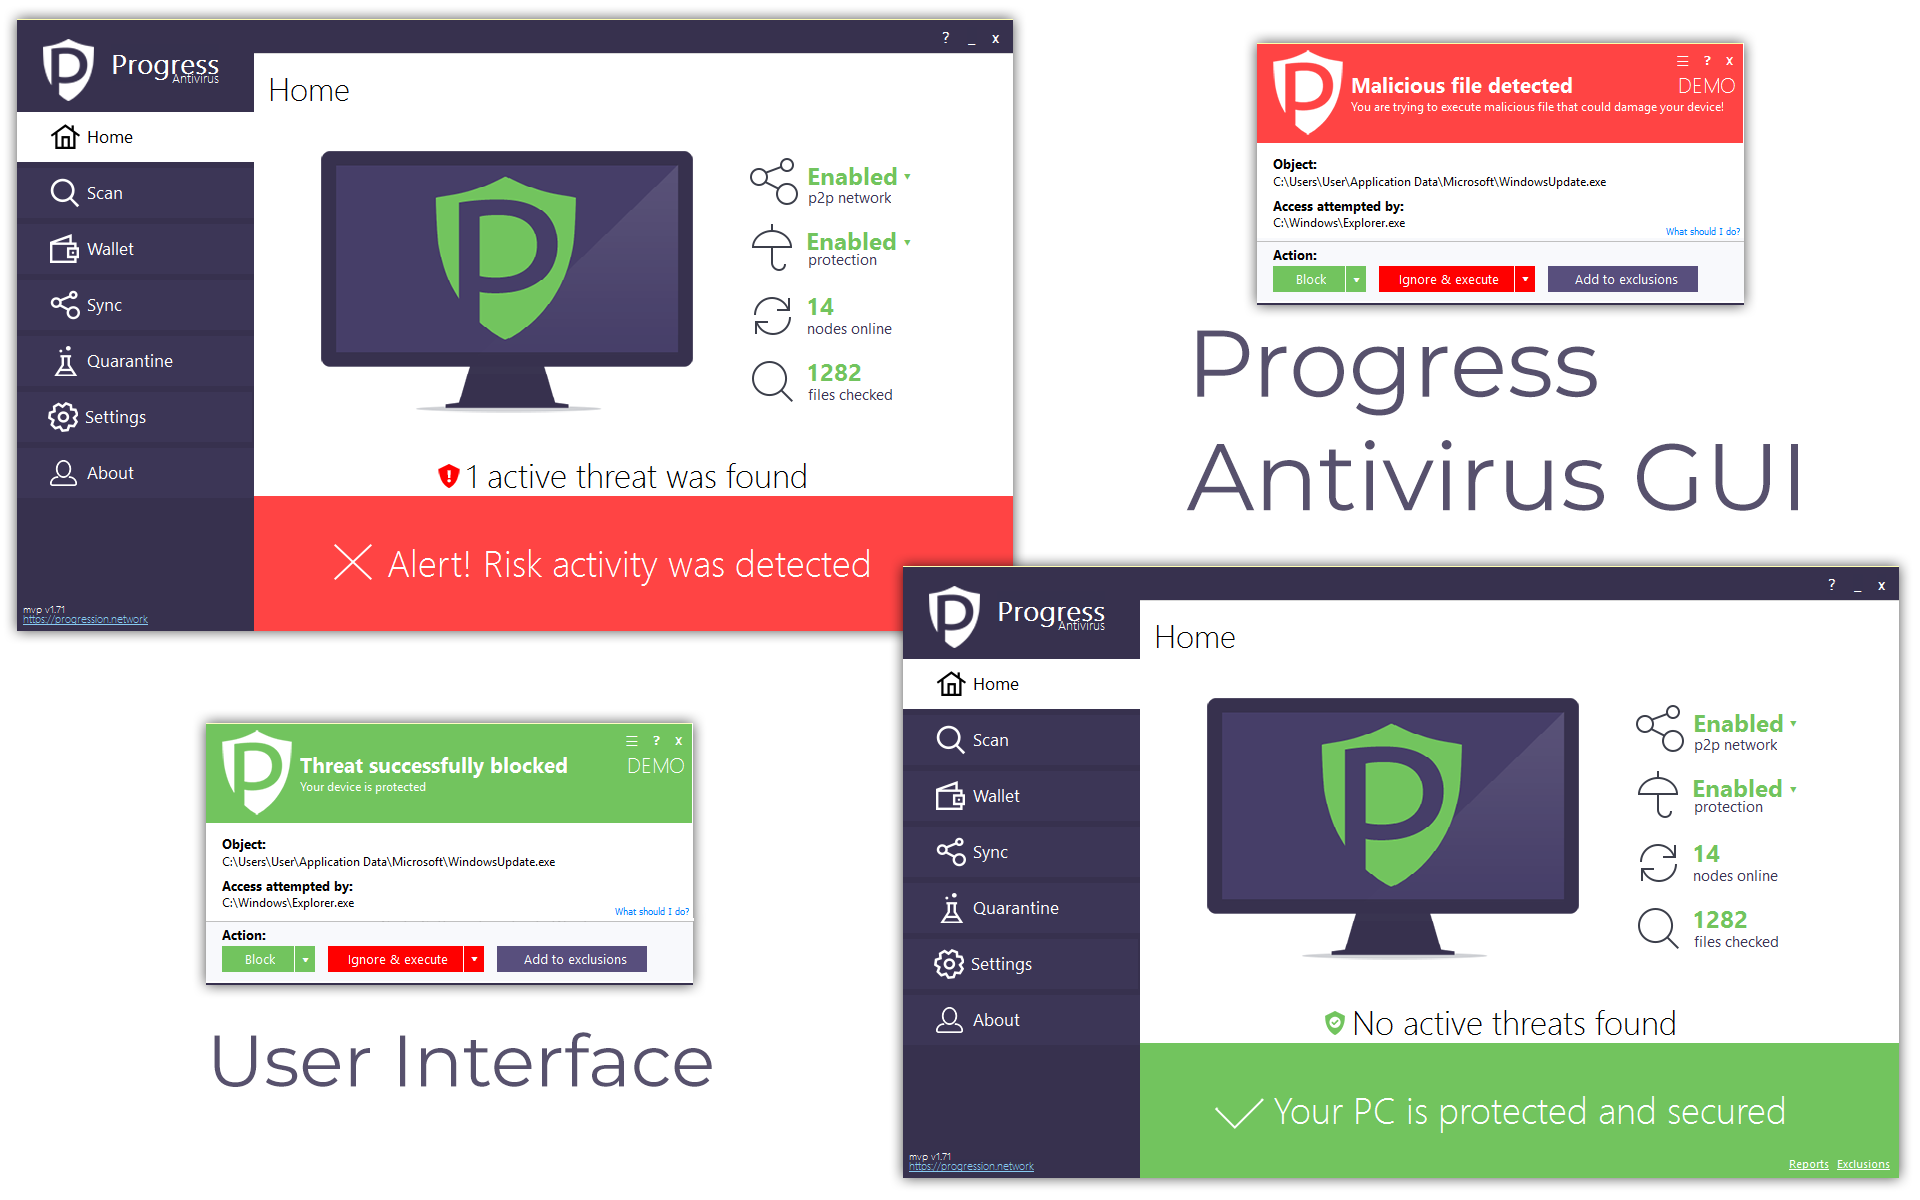 Progress
Antivirus
? _ x
Home
Home
Scan
Wallet
Sync
Quarantine
Settings
About
mvp v1.71
https://progression.network
Enabled
p2p network
Enabled
protection
14
nodes online
1282
files checked
1 active threat was found
Alert! Risk activity was detected
? x
Malicious file detected
DEMO
You are trying to execute malicious file that could damage your device!
Object:
C:\Users\User\Application Data\Microsoft\WindowsUpdate.exe
Access attempted by:
C:\Windows\Explorer.exe
What should I do?
Action:
Block
Ignore & execute
Add to exclusions
Progress
Antivirus GUI
? x
Threat successfully blocked
DEMO
Your device is protected
Object:
C:\Users\User\Application Data\Microsoft\WindowsUpdate.exe
Access attempted by:
C:\Windows\Explorer.exe
What should I do?
Action:
Block
Ignore & execute
Add to exclusions
User Interface
Progress
Antivirus
? _ x
Home
Home
Scan
Wallet
Sync
Quarantine
Settings
About
mvp v1.71
https://progression.network
Enabled
p2p network
Enabled
protection
14
nodes online
1282
files checked
No active threats found
Your PC is protected and secured
Reports Exclusions